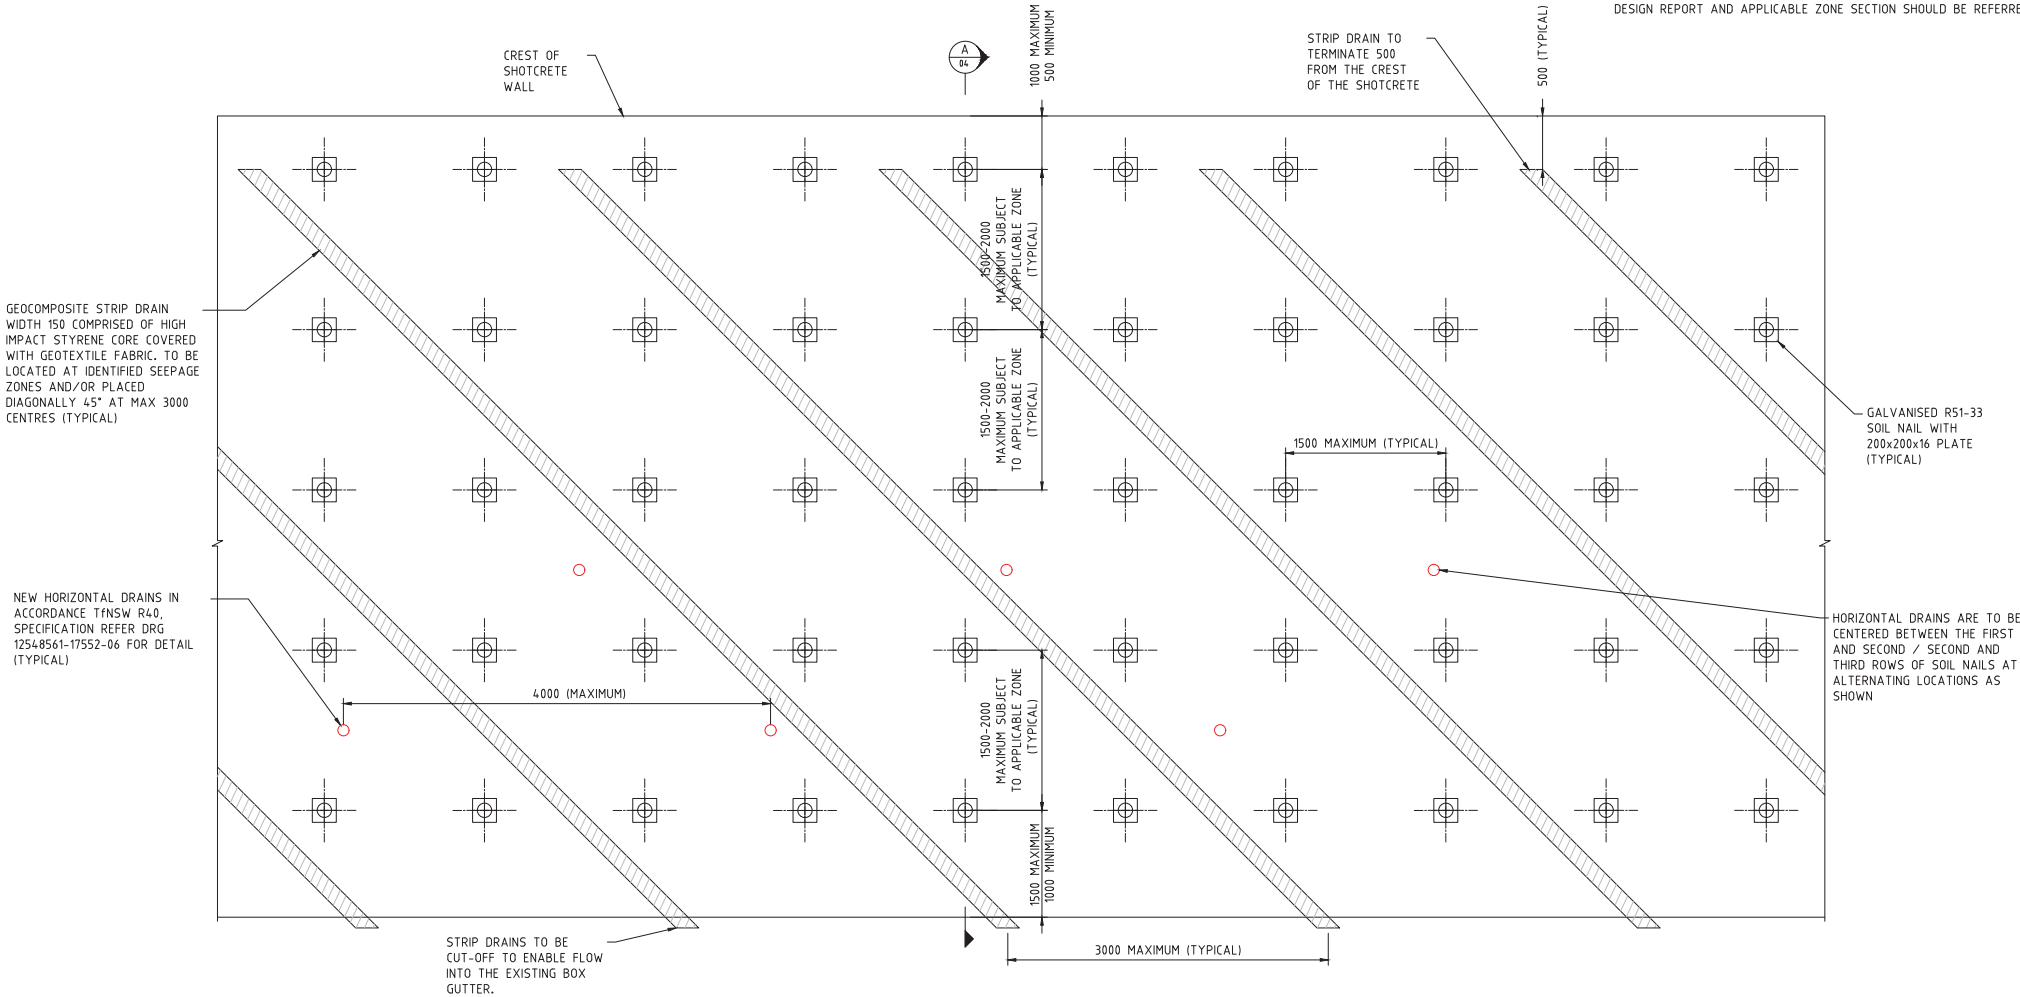 DESIGN REPORT AND APPLICABLE ZONE SECTION SHOULD BE
CREST OF
SHOTCRETE
WALL
A
04
1000 MAXIMUM
500 MINIMUM
STRIP DRAIN TO
TERMINATE 500
FROM THE CREST
OF THE SHOTCRETE
500 (TYPICAL)
1500-2000
MAXIMUM SUBJECT
TO APPLICABLE ZONE
(TYPICAL)
GEOCOMPOSITE STRIP DRAIN
WIDTH 150 COMPRISED OF HIGH
IMPACT STYRENE CORE COVERED
WITH GEOTEXTILE FABRIC. TO BE
LOCATED AT IDENTIFIED SEEPAGE
ZONES AND/OR PLACED
DIAGONALLY 45° AT MAX 3000
CENTRES (TYPICAL)
1500-2000
MAXIMUM SUBJECT
TO APPLICABLE ZONE
(TYPICAL)
1500 MAXIMUM (TYPICAL)
GALVANISED R51-33
SOIL NAIL WITH
200x200x16 PLATE
(TYPICAL)
NEW HORIZONTAL DRAINS IN
ACCORDANCE TfNSW R40,
SPECIFICATION REFER DRG
12548561-17552-06 FOR DETAIL
(TYPICAL)
HORIZONTAL DRAINS ARE TO BE
CENTERED BETWEEN THE FIRST
AND SECOND / SECOND AND
THIRD ROWS OF SOIL NAILS AT
ALTERNATING LOCATIONS AS
SHOWN
4000 (MAXIMUM)
1500-2000
MAXIMUM SUBJECT
TO APPLICABLE ZONE
(TYPICAL)
1500 MAXIMUM
1000 MINIMUM
STRIP DRAINS TO BE
CUT-OFF TO ENABLE FLOW
INTO THE EXISTING BOX
GUTTER.
3000 MAXIMUM (TYPICAL)